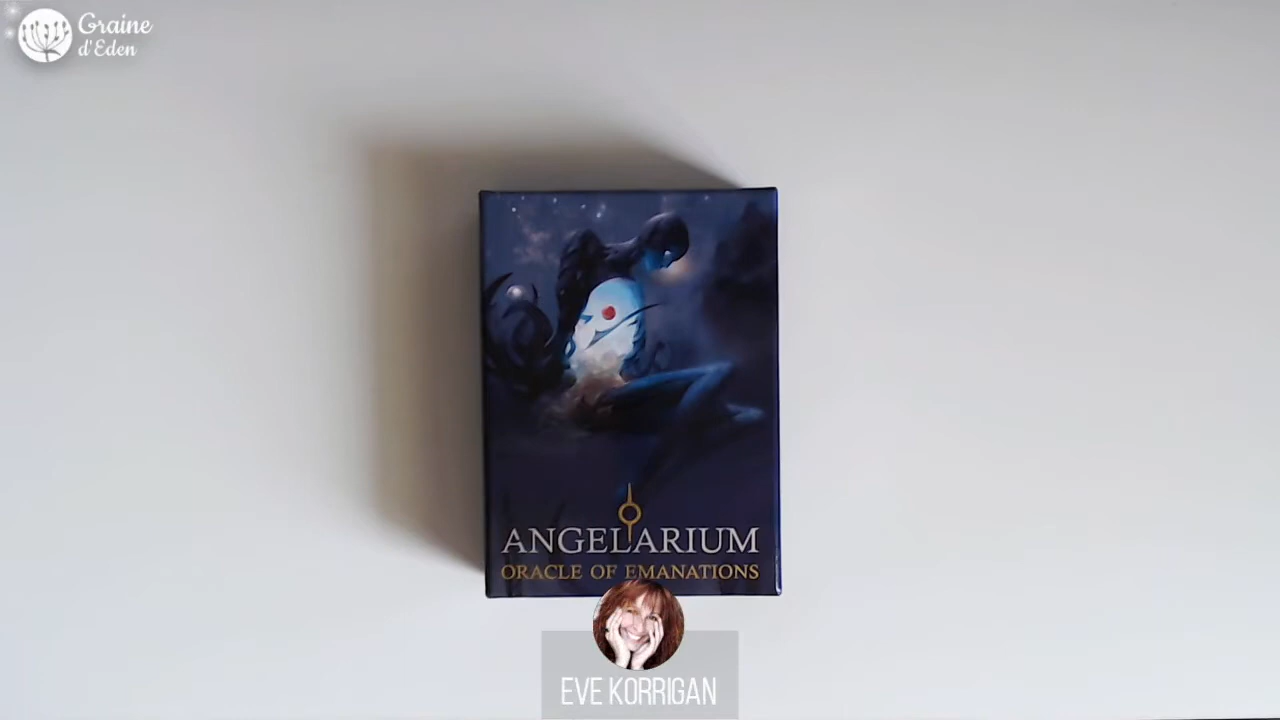 Graine
d'Eden
ANGELARIUM
ORACLE OF EMANATIONS
EVE KORRIGAN